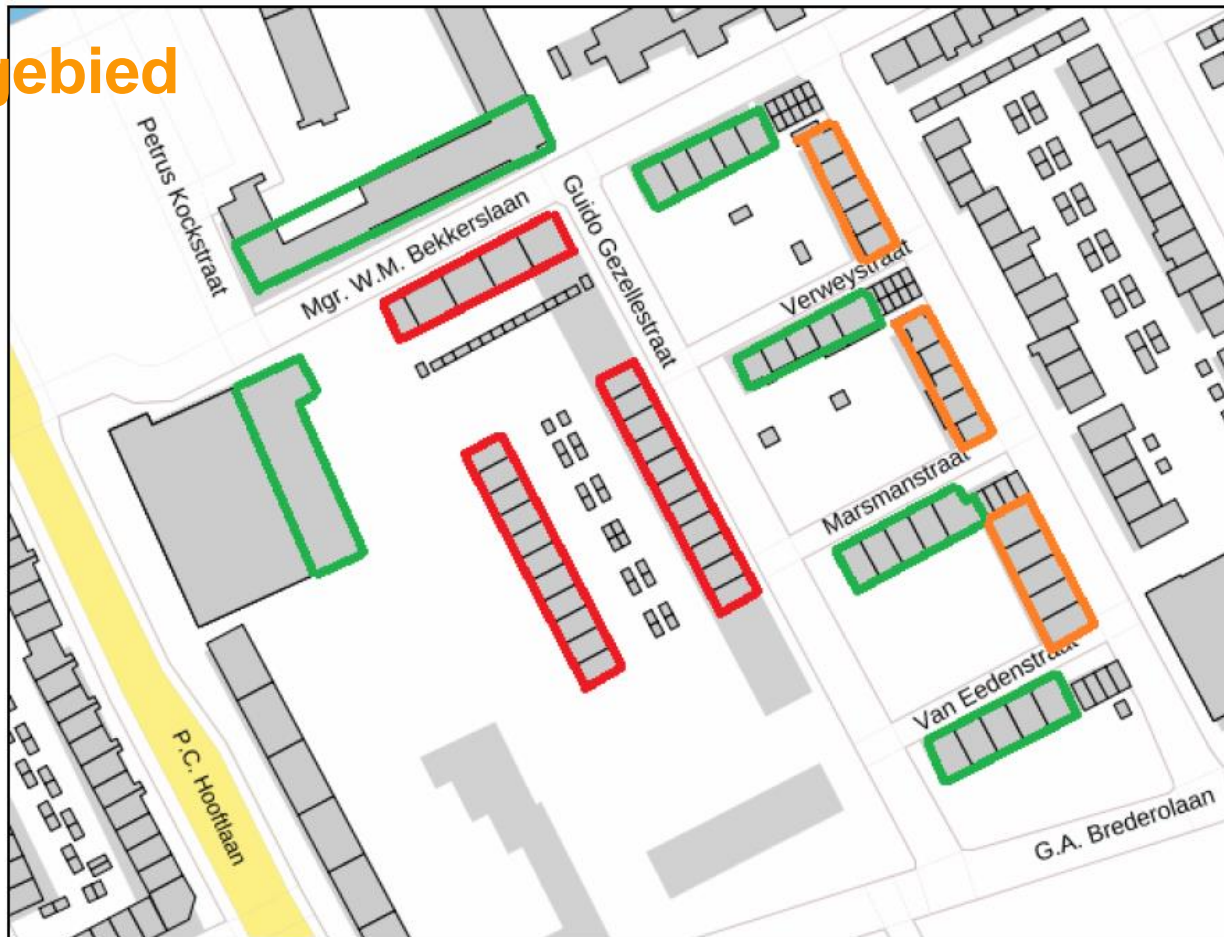 gebied
Petrus Kockstraat
Mgr. W.M. Bekkerslaan
Guido Gezellestraat
Verweystraat
Marsmanstraat
Van Eedenstraat
P.C. Hooftlaan
G.A. Brederolaan